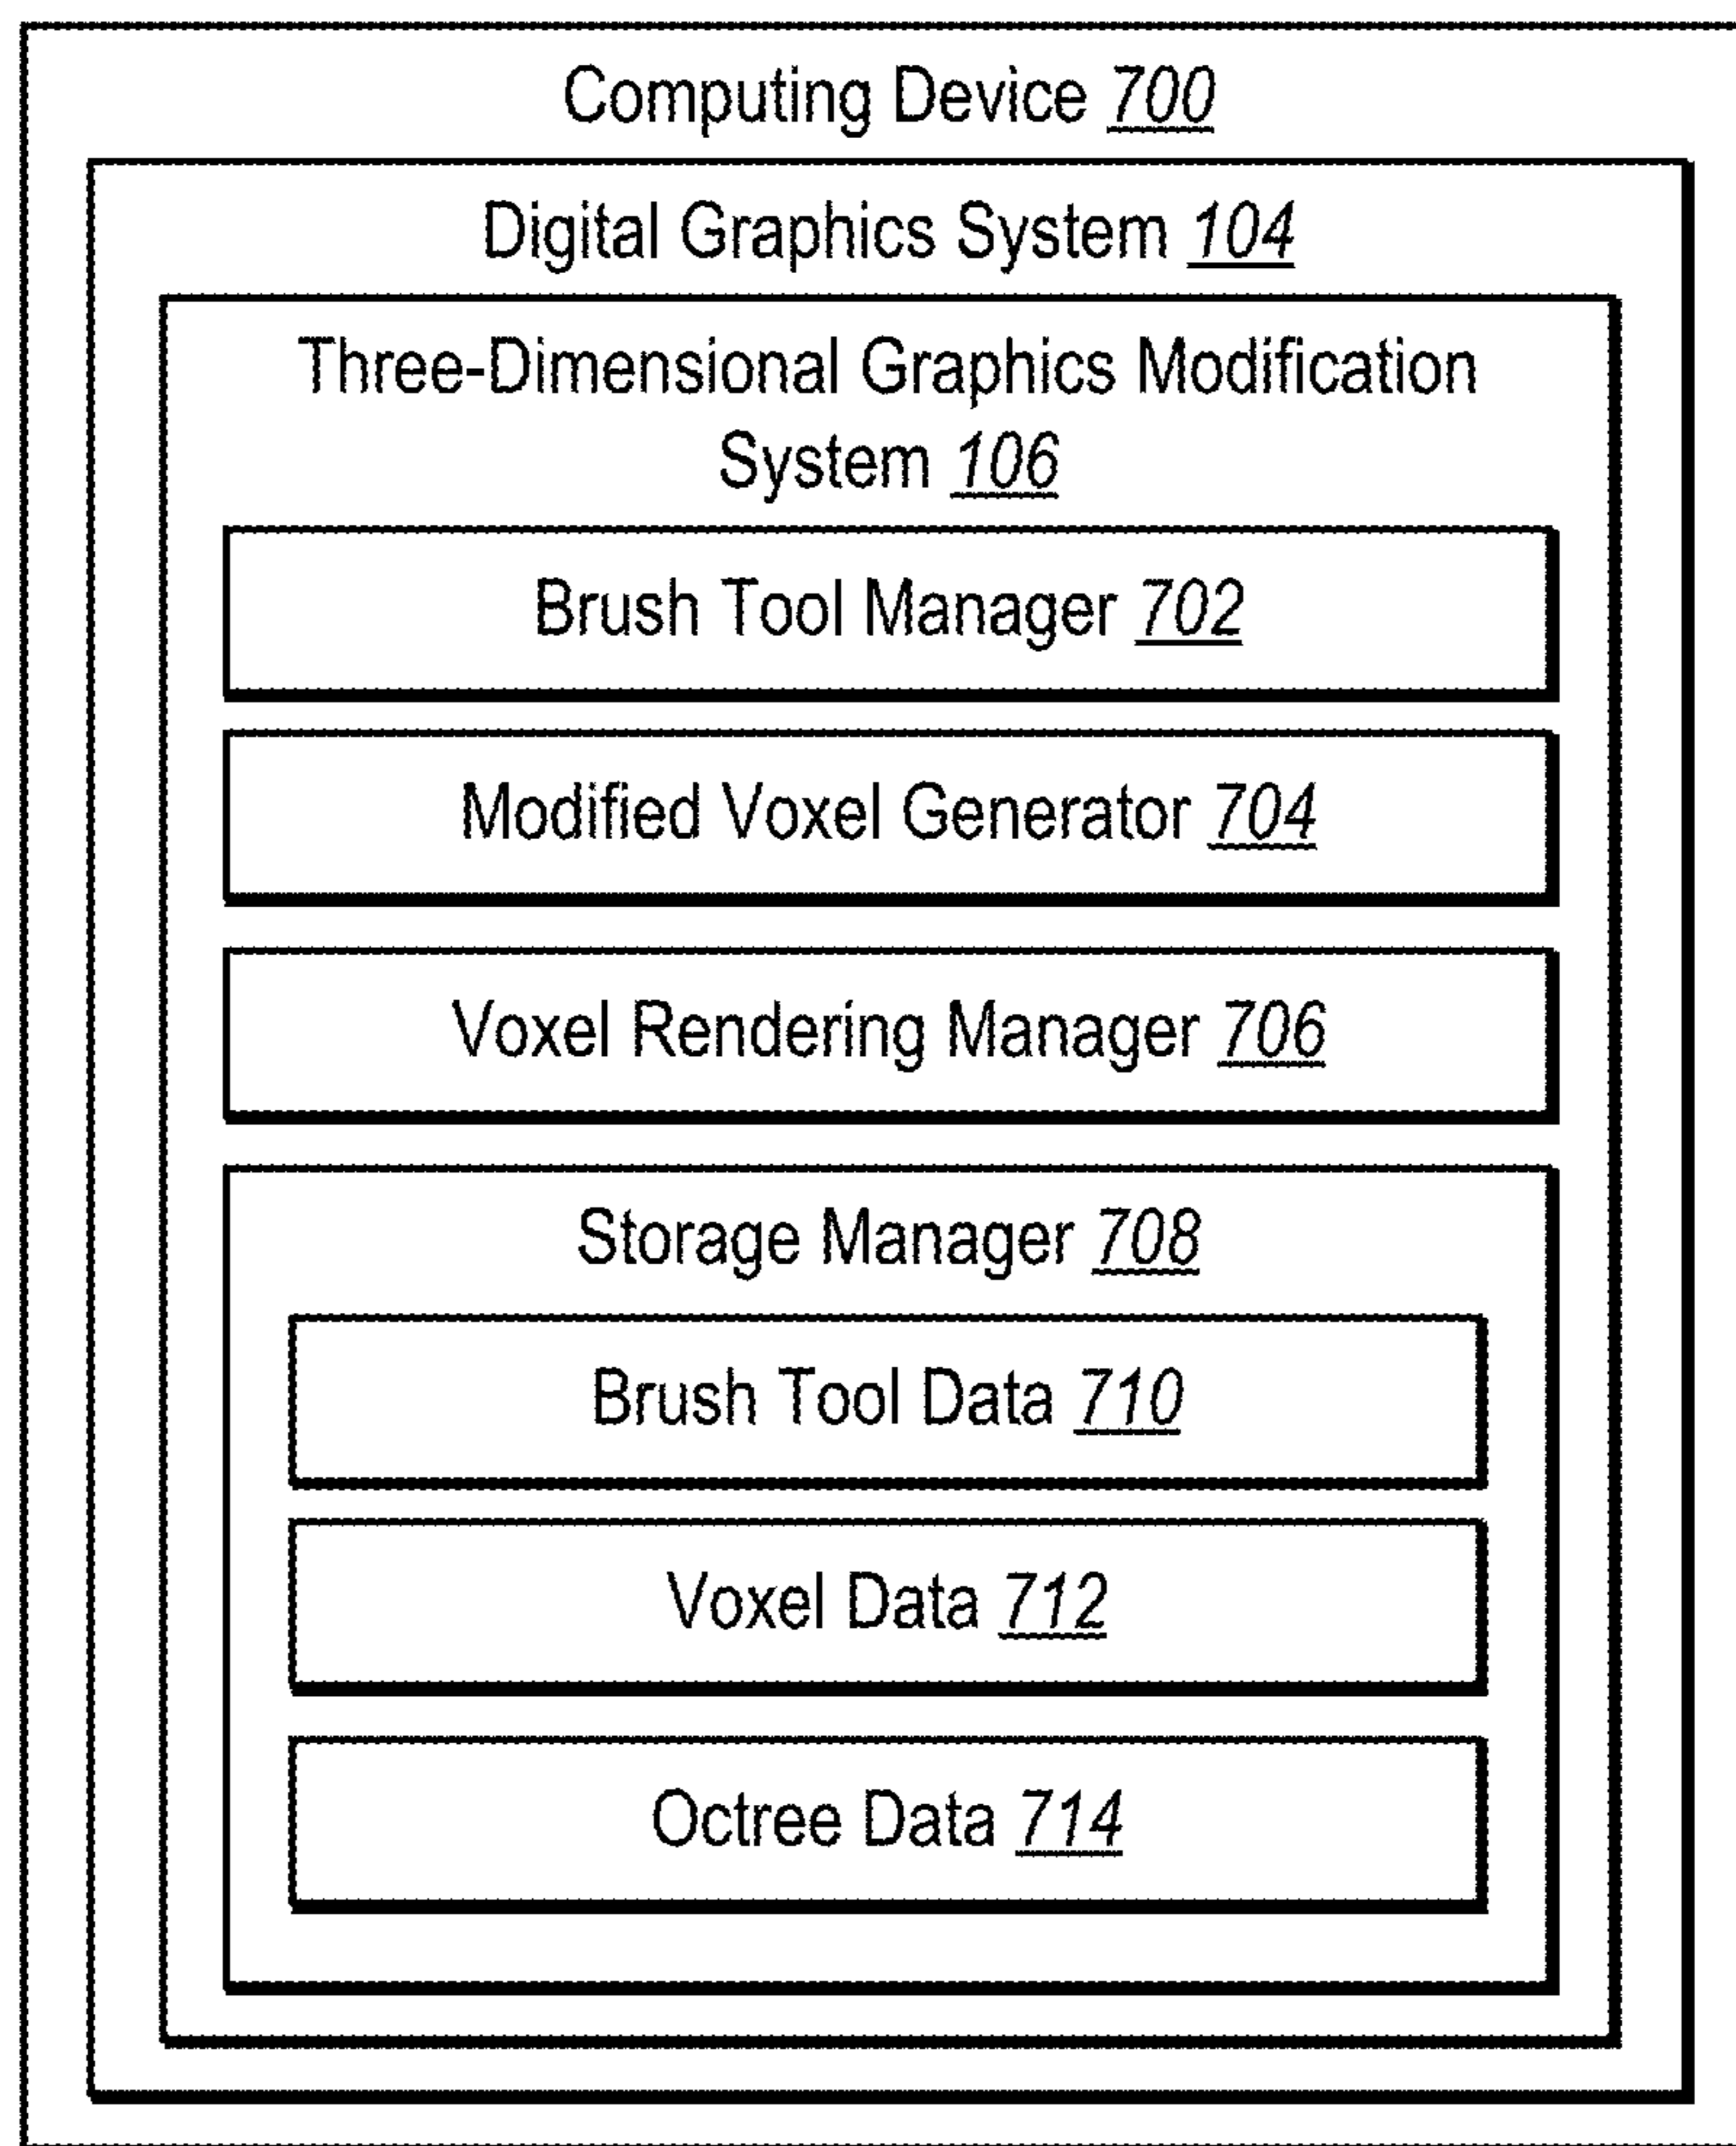 Computing Device 700
Digital Graphics System 104
Three-Dimensional Graphics Modification
System 106
Brush Tool Manager 702
Modified Voxel Generator 704
Voxel Rendering Manager 706
Storage Manager 708
Brush Tool Data 710
Voxel Data 712
Octree Data 714